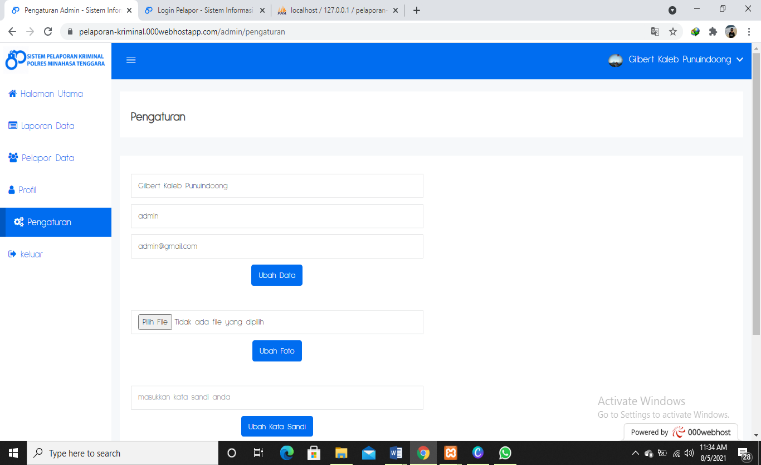 Pengaturan Admin - Sistem Infor
Login Pelapor - Sistem Informasi
localhost / 127.0.0.1 / pelaporan-
pelaporan-kriminal.000webhostapp.com/admin/pengaturan
SISTEM PELAPORAN KRIMINAL
POLRES MINAHASA TENGGARA
Gilbert Kaleb Punuindoong
Halaman Utama
Laporan Data
Pelapor Data
Profil
Pengaturan
keluar
Pengaturan
Gilbert Kaleb Punuindoong
admin
admin@gmail.com
Ubah Data
Pilih File Tidak ada file yang dipilih
Ubah Foto
masukkan kata sandi anda
Ubah Kata Sandi
Activate Windows
Go to Settings to activate Windows.
Powered by 000webhost
Type here to search
11:34 AM
8/5/2021
28